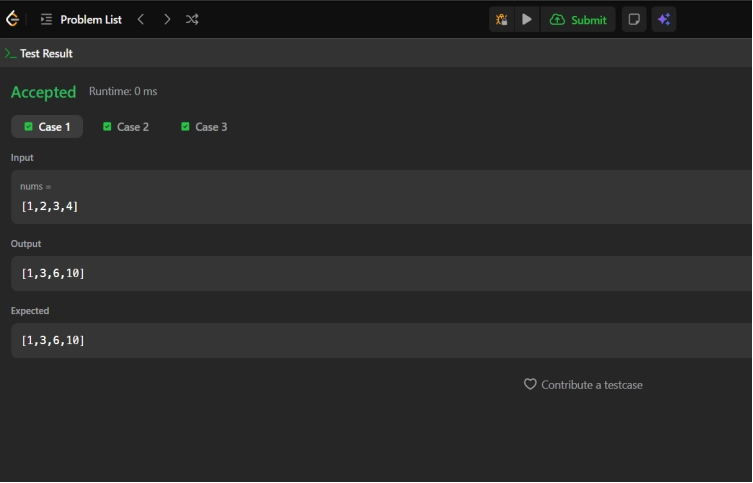 Problem List
Submit
>_ Test Result
Accepted Runtime: 0 ms
Case 1 Case 2 Case 3
Input
nums =
[1,2,3,4]
Output
[1,3,6,10]
Expected
[1,3,6,10]
Contribute a testcase